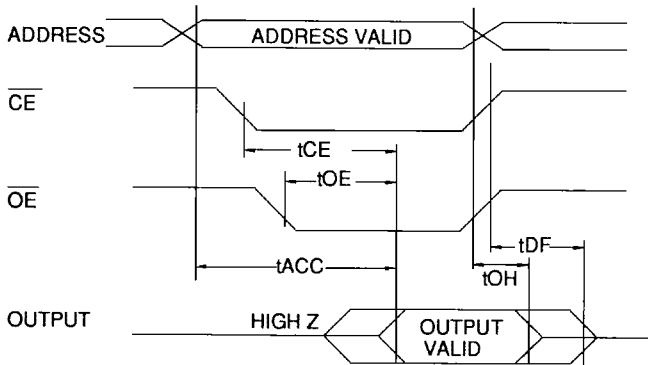 ADDRESS
ADDRESS VALID
CE
tCE
tOE
OE
tDF
tACC
tOH
OUTPUT
HIGH Z
OUTPUT
VALID